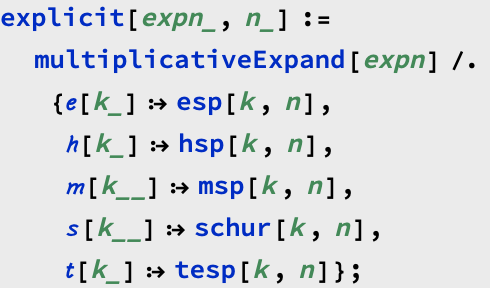 explicit[expn_, n_] :=
multiplicativeExpand[expn] /.
{e[k_] :> esp[k, n],
h[k_] :> hsp[k, n],
m[k__] :> msp[k, n],
s[k__] :> schur[k, n],
t[k_] :> tesp[k, n]};